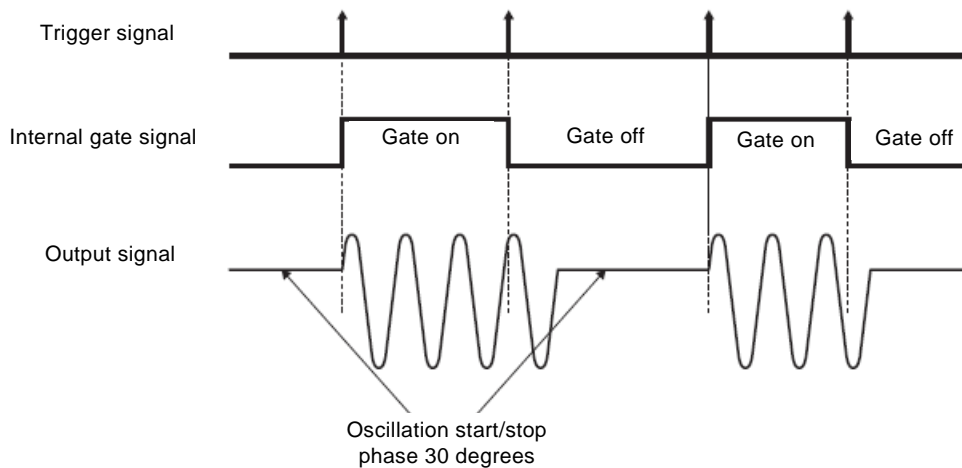 Trigger signal
Internal gate signal
Gate on
Gate off
Gate on
Gate off
Output signal
Oscillation start/stop
phase 30 degrees